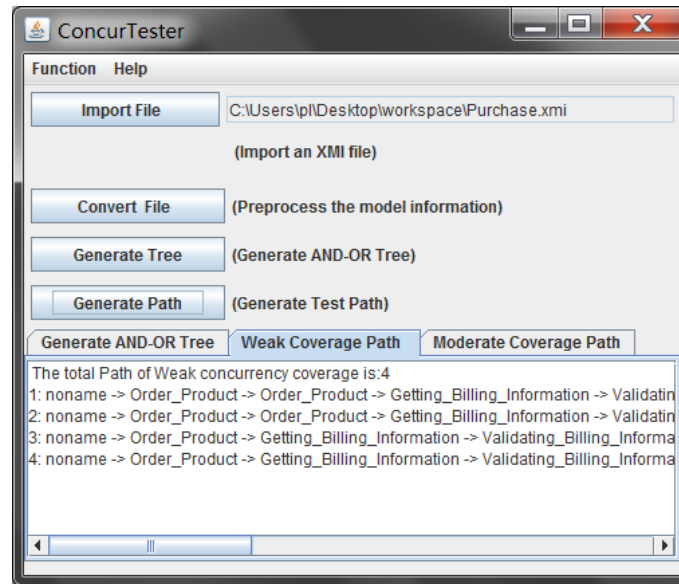 ConcurTester
Function Help
Import File C:\Users\pl\Desktop\workspace\Purchase.xmi
(Import an XMI file)
Convert File (Preprocess the model information)
Generate Tree (Generate AND-OR Tree)
Generate Path (Generate Test Path)
Generate AND-OR Tree Weak Coverage Path Moderate Coverage Path
The total Path of Weak concurrency coverage is:4
1: noname -> Order_Product -> Order_Product -> Getting_Billing_Information -> Validatin
2: noname -> Order_Product -> Order_Product -> Getting_Billing_Information -> Validatin
3: noname -> Order_Product -> Getting_Billing_Information -> Validating_Billing_Informa
4: noname -> Order_Product -> Getting_Billing_Information -> Validating_Billing_Informa